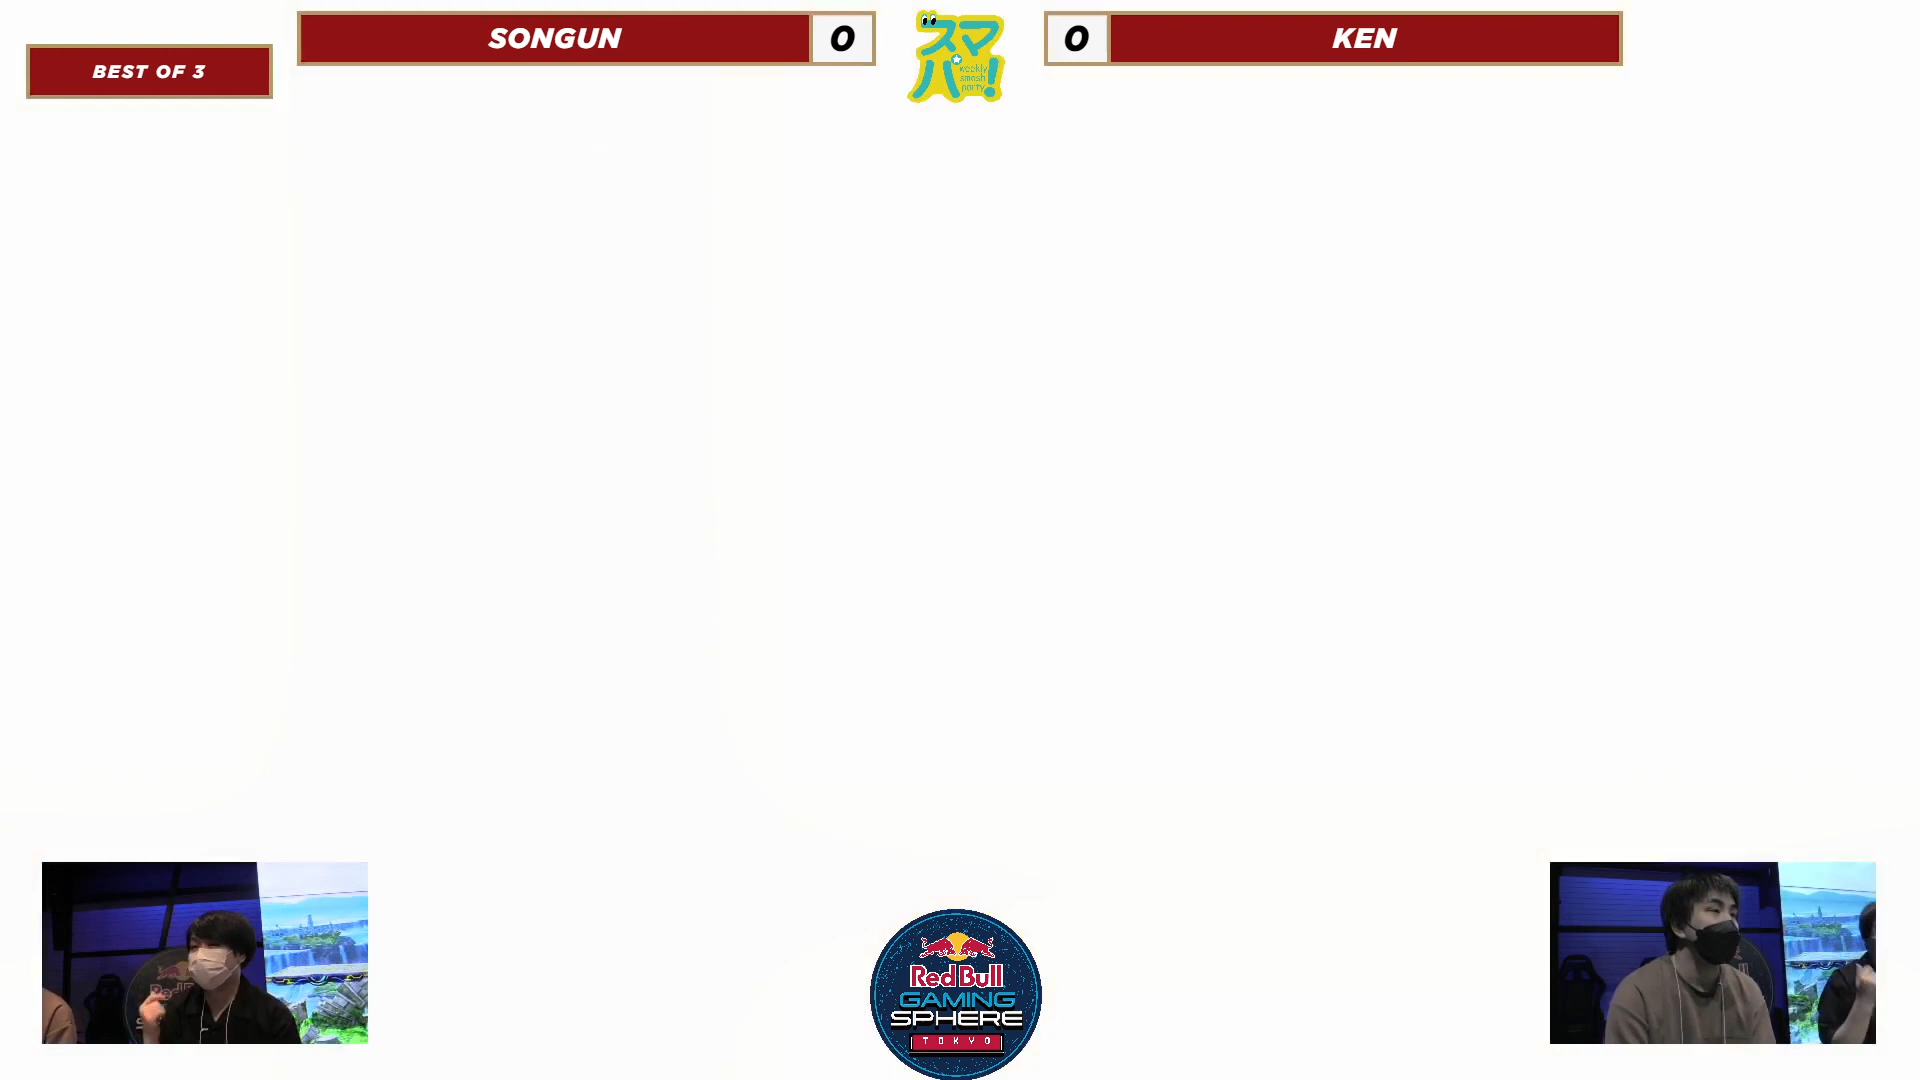 SONGUN 0
0 KEN
BEST OF 3
スマ
パ!
weekly
smash
party
Red Bull
GAMING
SPHERE
TOKYO